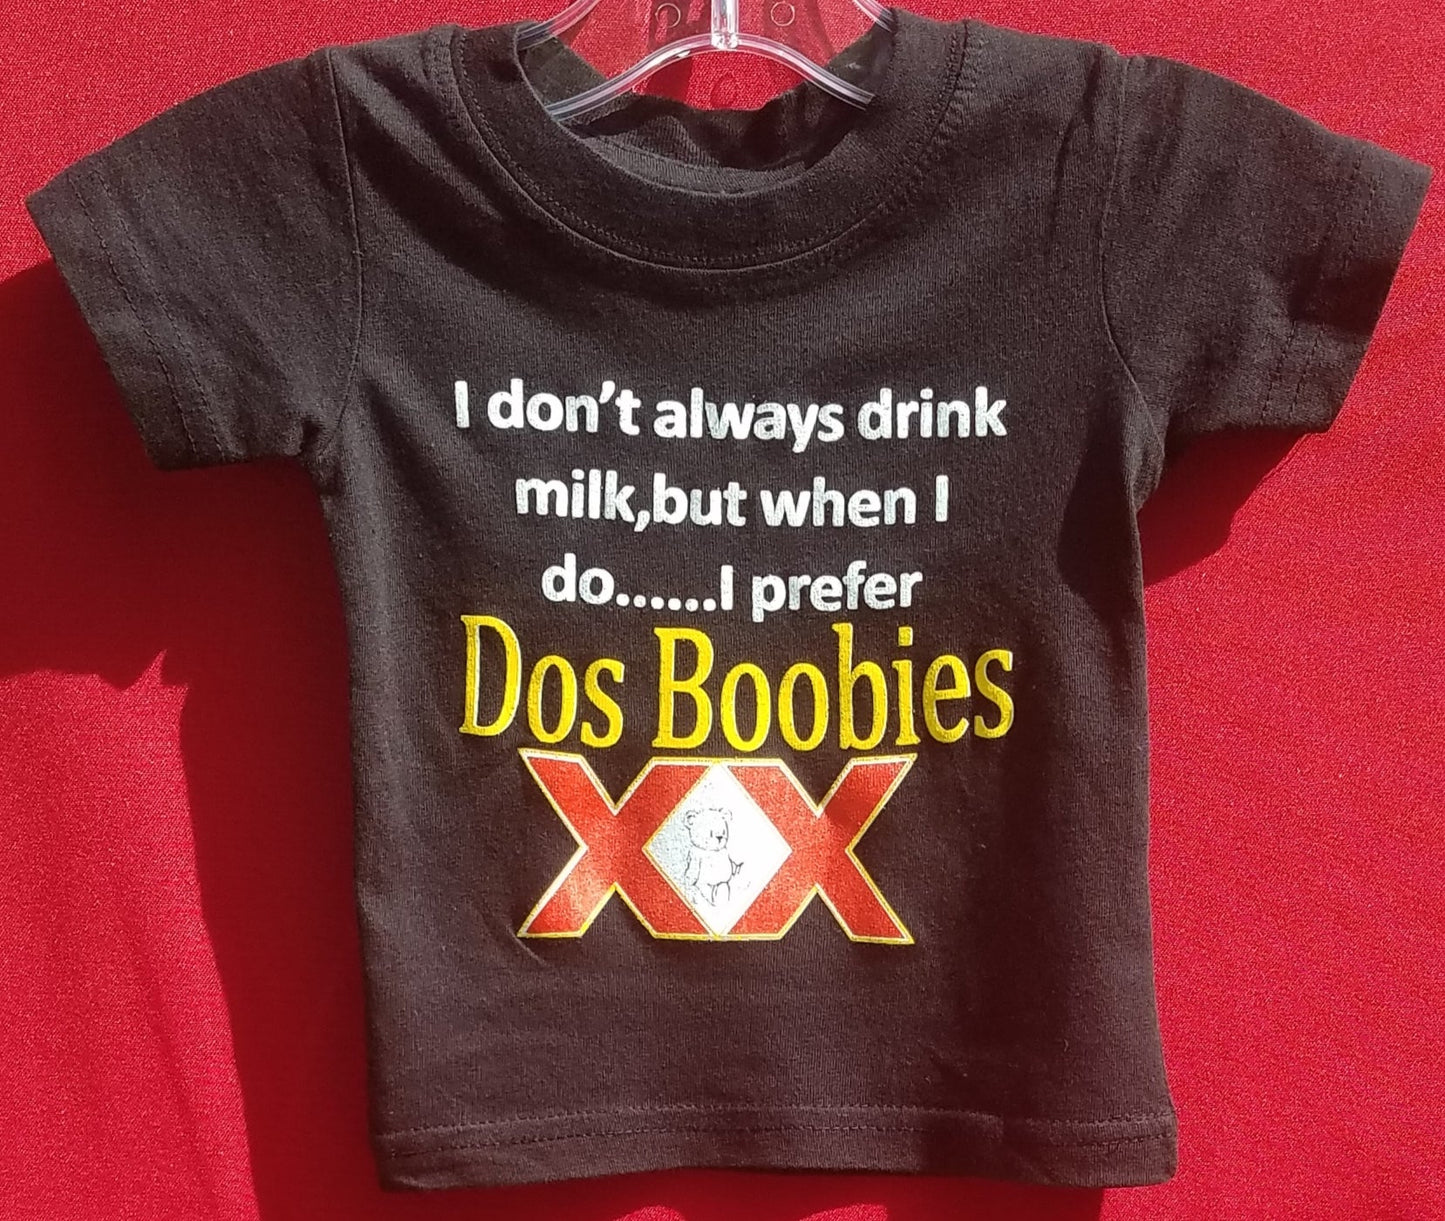 I don't always drink
milk,but when I
do......I prefer
Dos Boobies
XX